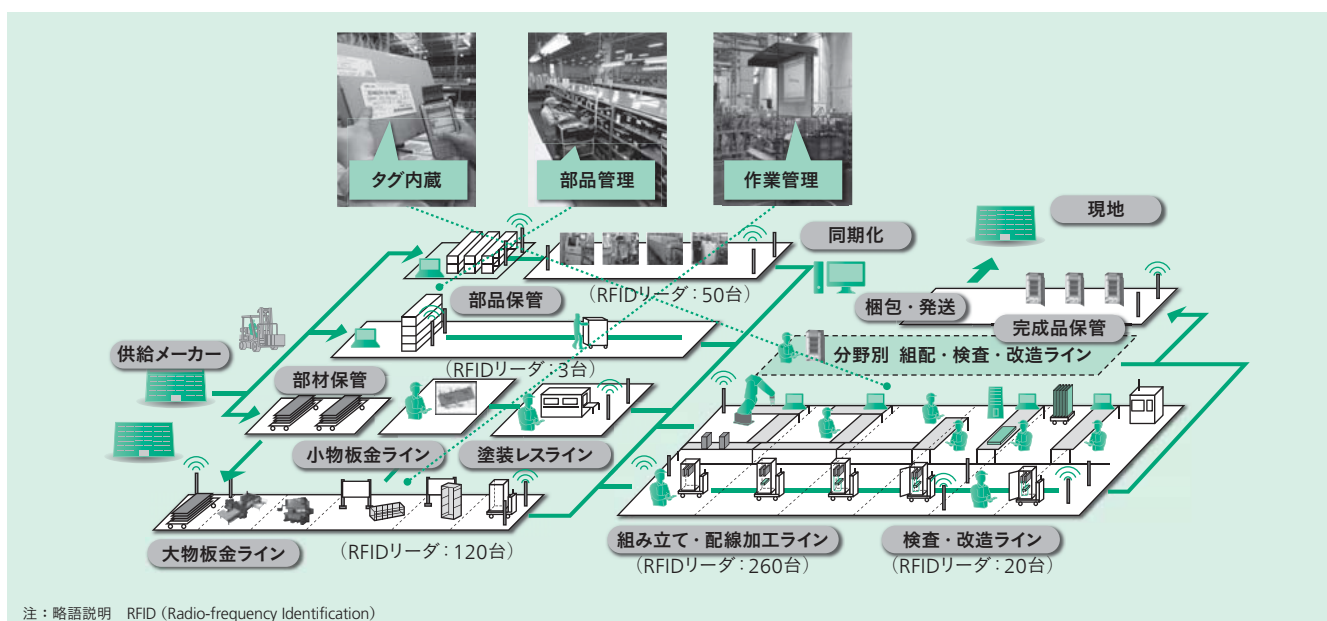 タグ内蔵
部品管理
作業管理
現地
同期化
部品保管
(RFIDリーダ:50台)
梱包・発送
完成品保管
供給メーカー
(RFIDリーダ:3台)
分野別 組配・検査・改造ライン
部材保管
小物板金ライン
塗装レスライン
大物板金ライン
(RFIDリーダ:120台)
組み立て・配線加工ライン
(RFIDリーダ:260台)
検査・改造ライン
(RFIDリーダ:20台)
注:略語説明 RFID(Radio-frequency Identification)